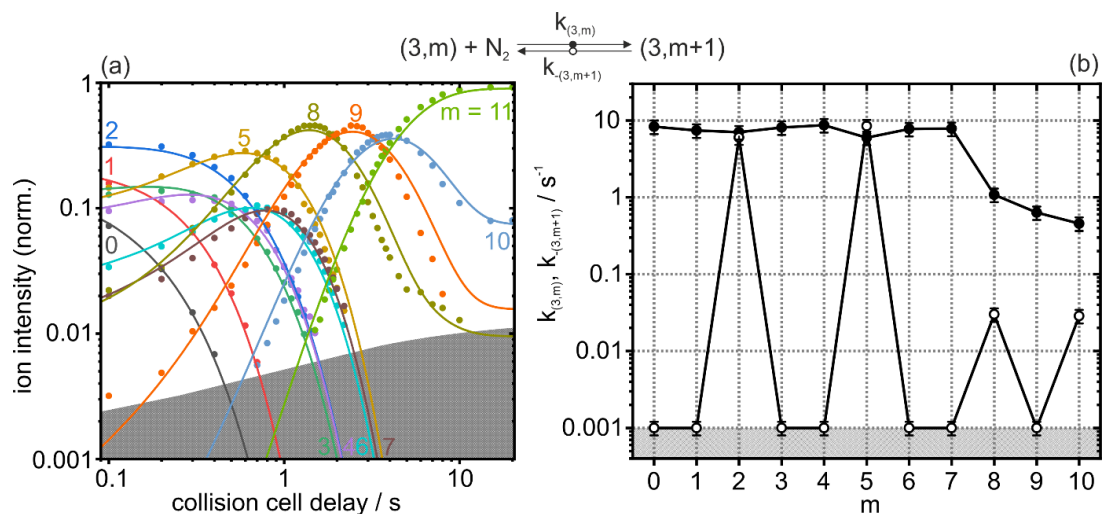 k(3,m)
(3,m) + N2 (3,m+1)
k-(3,m+1)
(a)
(b)
ion intensity (norm.)
1
0.1
0.01
0.001
2
1
0
5
8
9
m = 11
10
3
6
7
0.1 1 10
collision cell delay / s
k(3,m), k-(3,m+1) / s-1
10
1
0.1
0.01
0.001
0 1 2 3 4 5 6 7 8 9 10
m